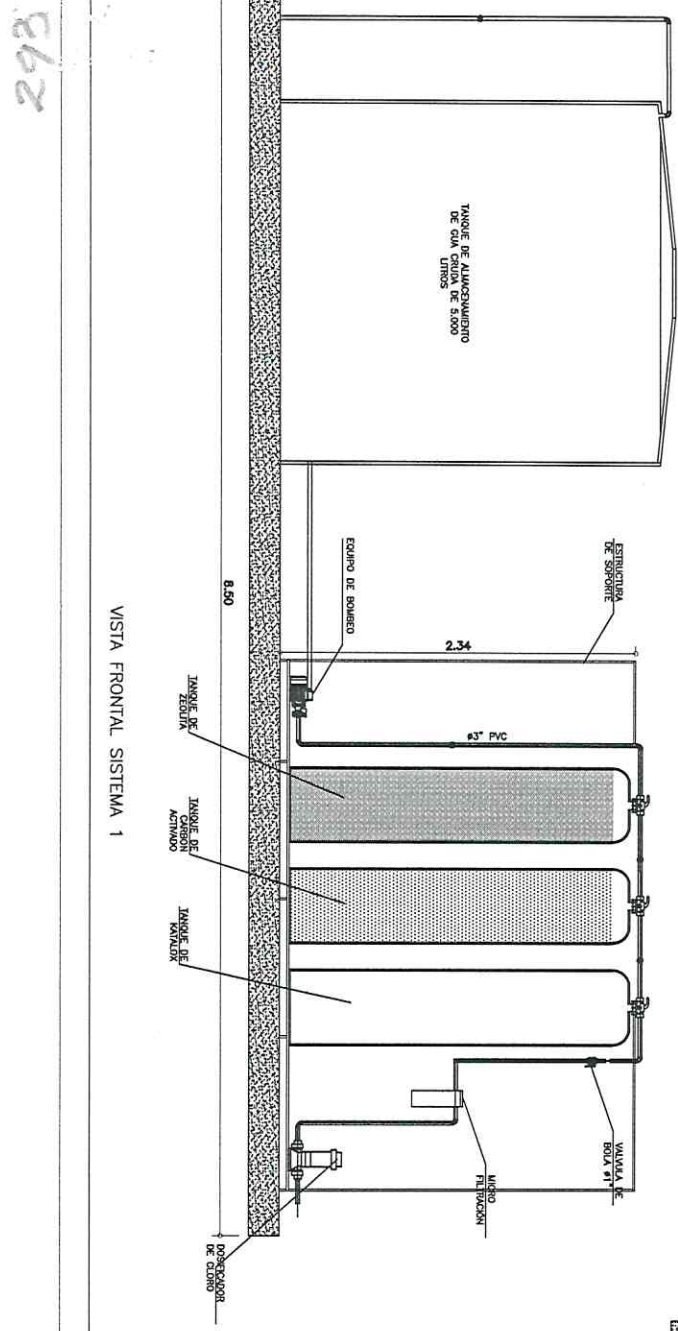 293
TANQUE DE ALMACENAMIENTO
DE GUA CRUDA DE 5.000
LITROS
ESTRUCTURA
DE SOPORTE
EQUIPO DE BOMBEO
2.34
ø3" PVC
8.50
TANQUE DE
ZEOLITA
TANQUE DE
CARBON
ACTIVADO
TANQUE DE
KATALOX
VALVULA DE
BOLA ø1"
MICRO
FILTRACIÓN
DOSIFICADOR
DE CLORO
VISTA FRONTAL SISTEMA 1